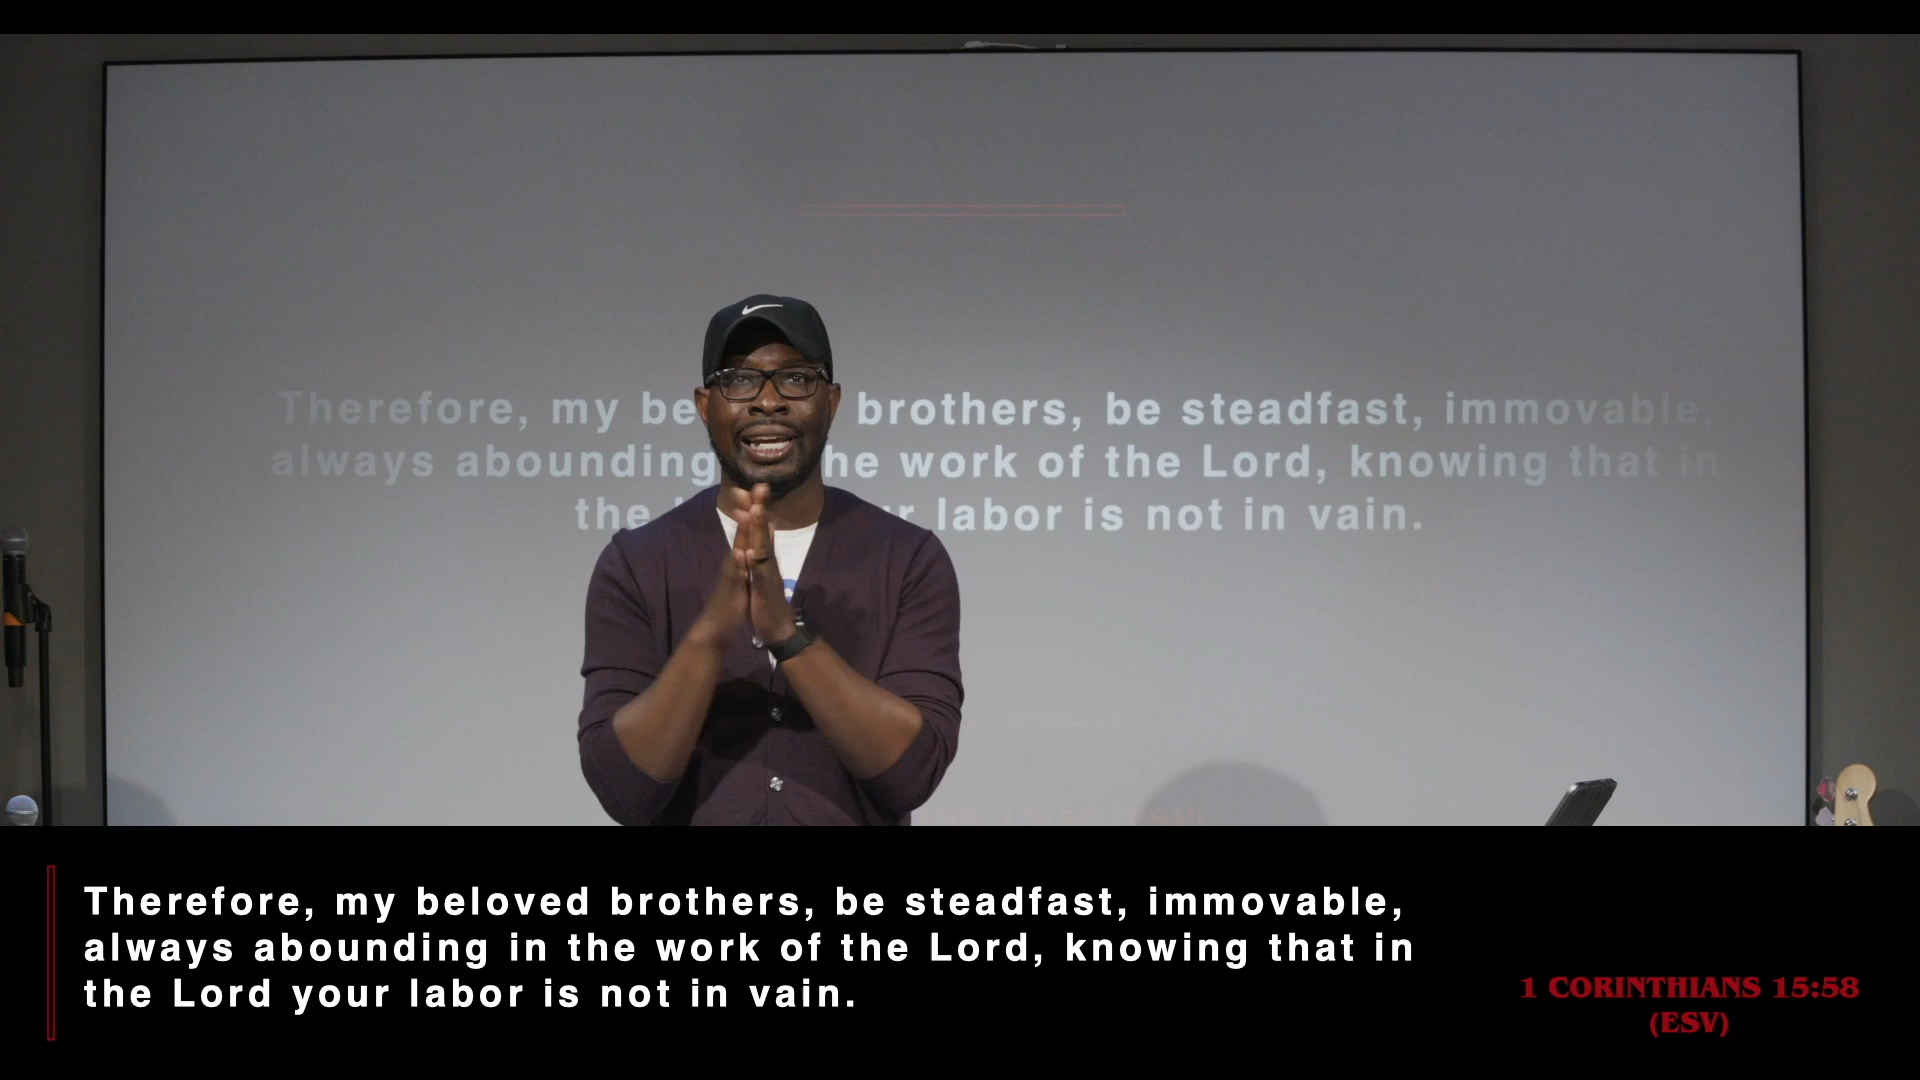 Therefore, my be brothers, be steadfast, immovable,
always abounding he work of the Lord, knowing that in
the r labor is not in vain.
Therefore, my beloved brothers, be steadfast, immovable,
always abounding in the work of the Lord, knowing that in
the Lord your labor is not in vain.
1 CORINTHIANS 15:58
(ESV)